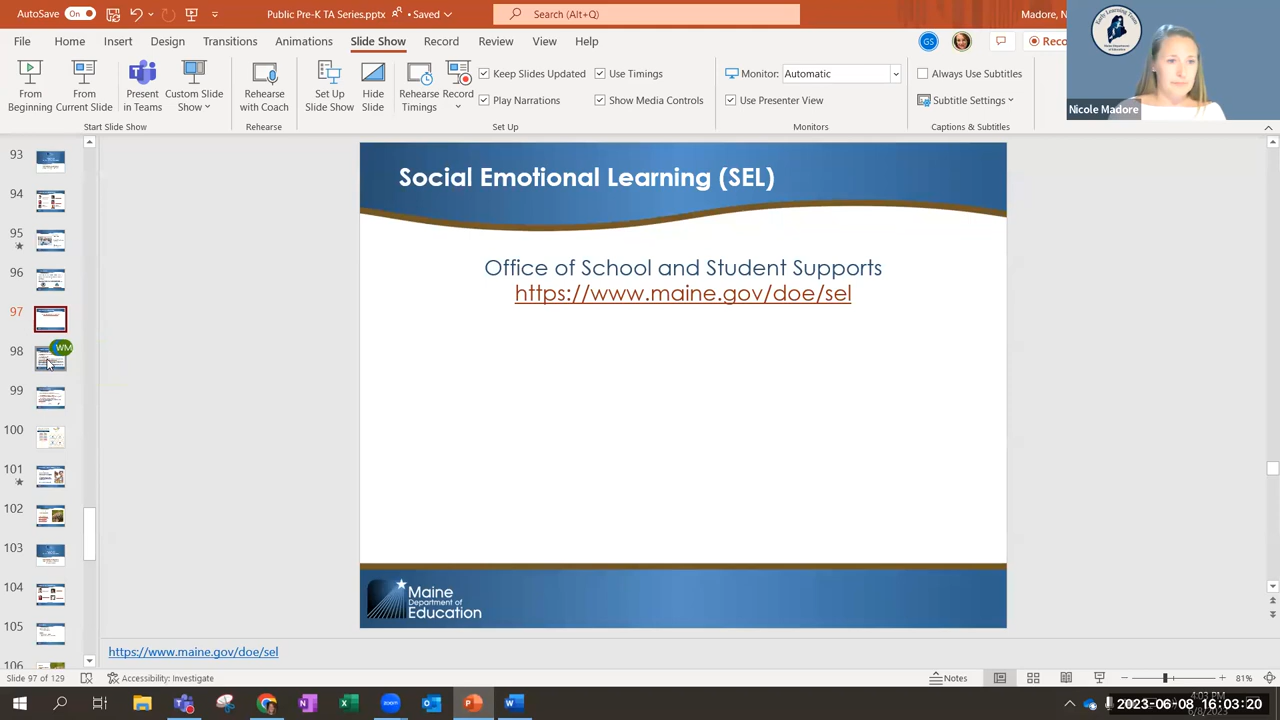 AutoSave On Public Pre-K TA Series.pptx • Saved Search (Alt+Q) Madore, N
File Home Insert Design Transitions Animations Slide Show Record Review View Help GS Reco
From Beginning
From Current Slide
Present in Teams
Custom Slide Show
Rehearse with Coach
Set Up Slide Show
Hide Slide
Rehearse Timings
Record
Keep Slides Updated
Use Timings
Play Narrations
Show Media Controls
Monitor: Automatic
Use Presenter View
Always Use Subtitles
Subtitle Settings
Start Slide Show
Rehearse
Set Up
Monitors
Captions & Subtitles
Nicole Madore
93
94
95
96
97
98
WM
99
100
101
102
103
104
105
106
Social Emotional Learning (SEL)
Office of School and Student Supports
https://www.maine.gov/doe/sel
Maine
Department of
Education
https://www.maine.gov/doe/sel
Slide 97 of 129 Accessibility: Investigate Notes 81%
4:03 PM
2023-06-08 16:03:20